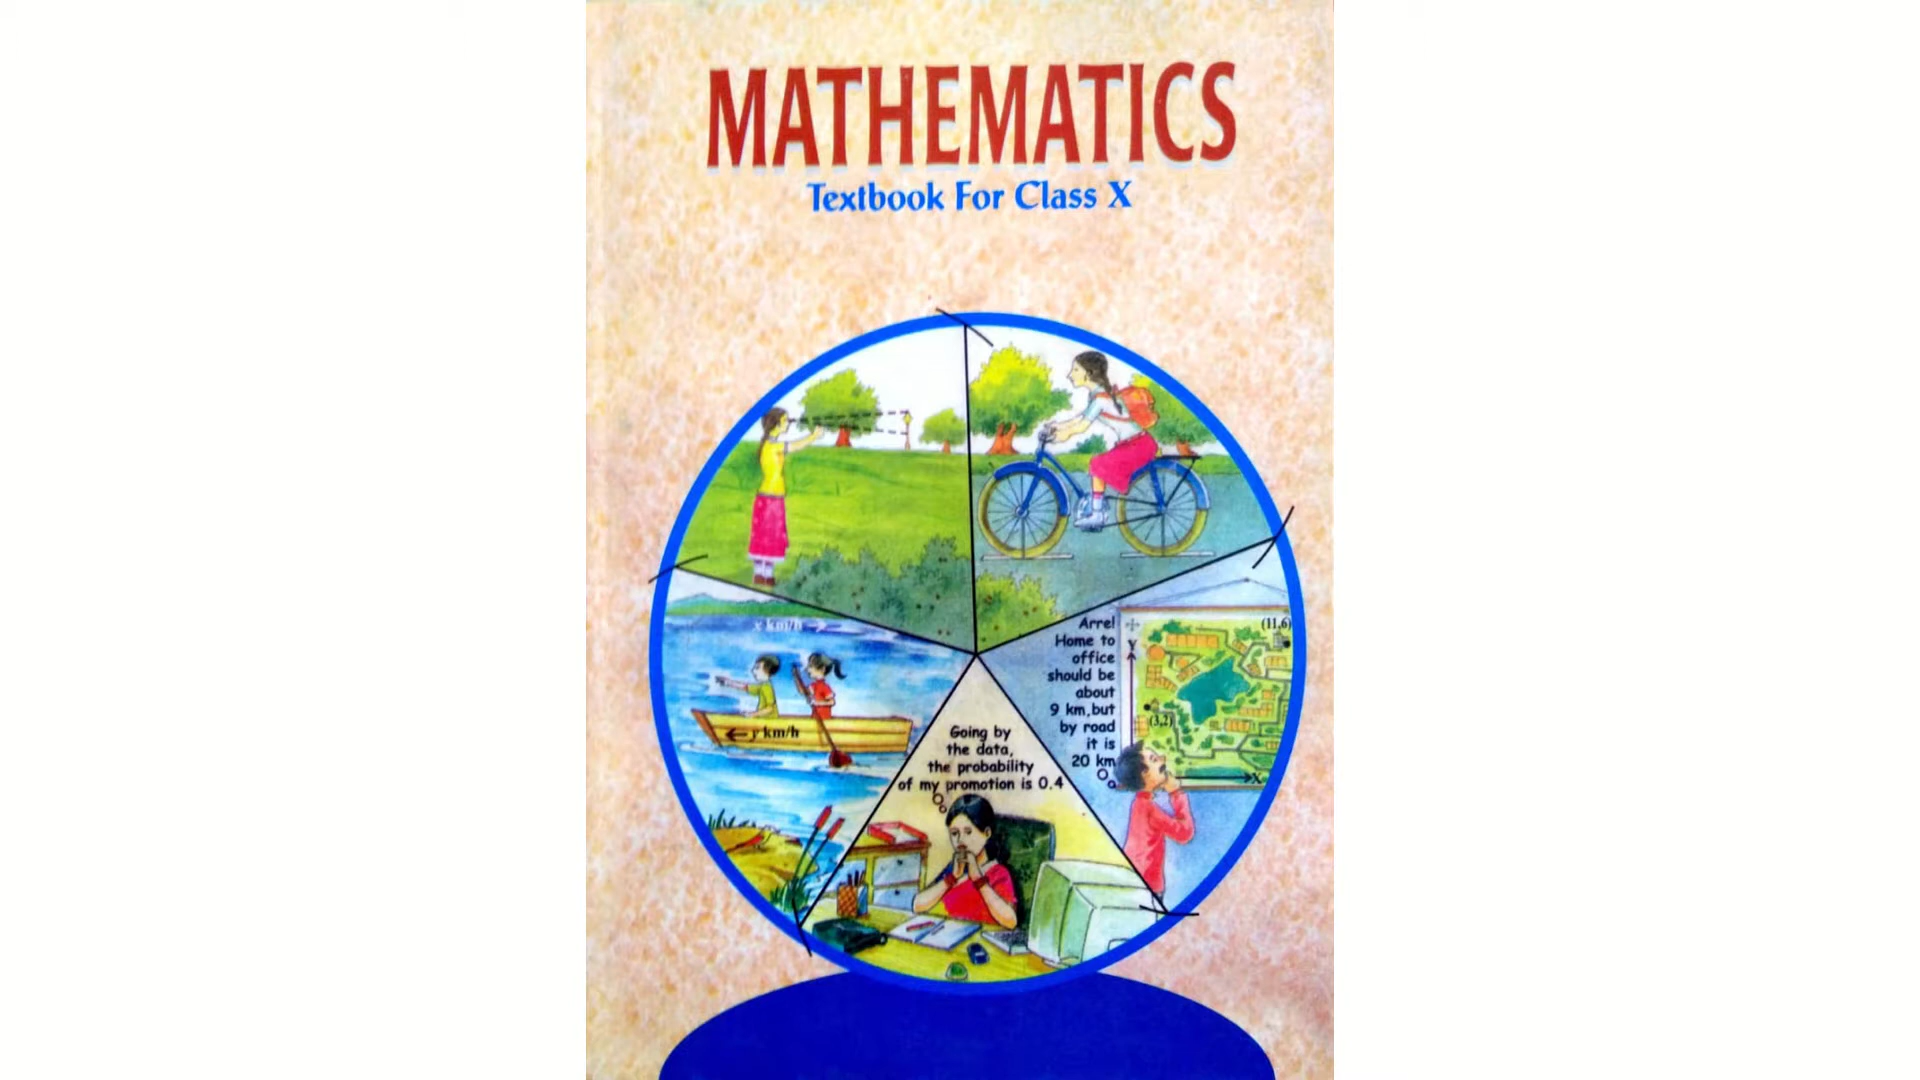 MATHEMATICS
Textbook For Class X
x km/h
y km/h
Going by
the data,
the probability
of my promotion is 0.4
Arre!
Home to
office
should be
about
9 km,but
by road
it is
20 km
(11,6)
Y
(3,2)
X